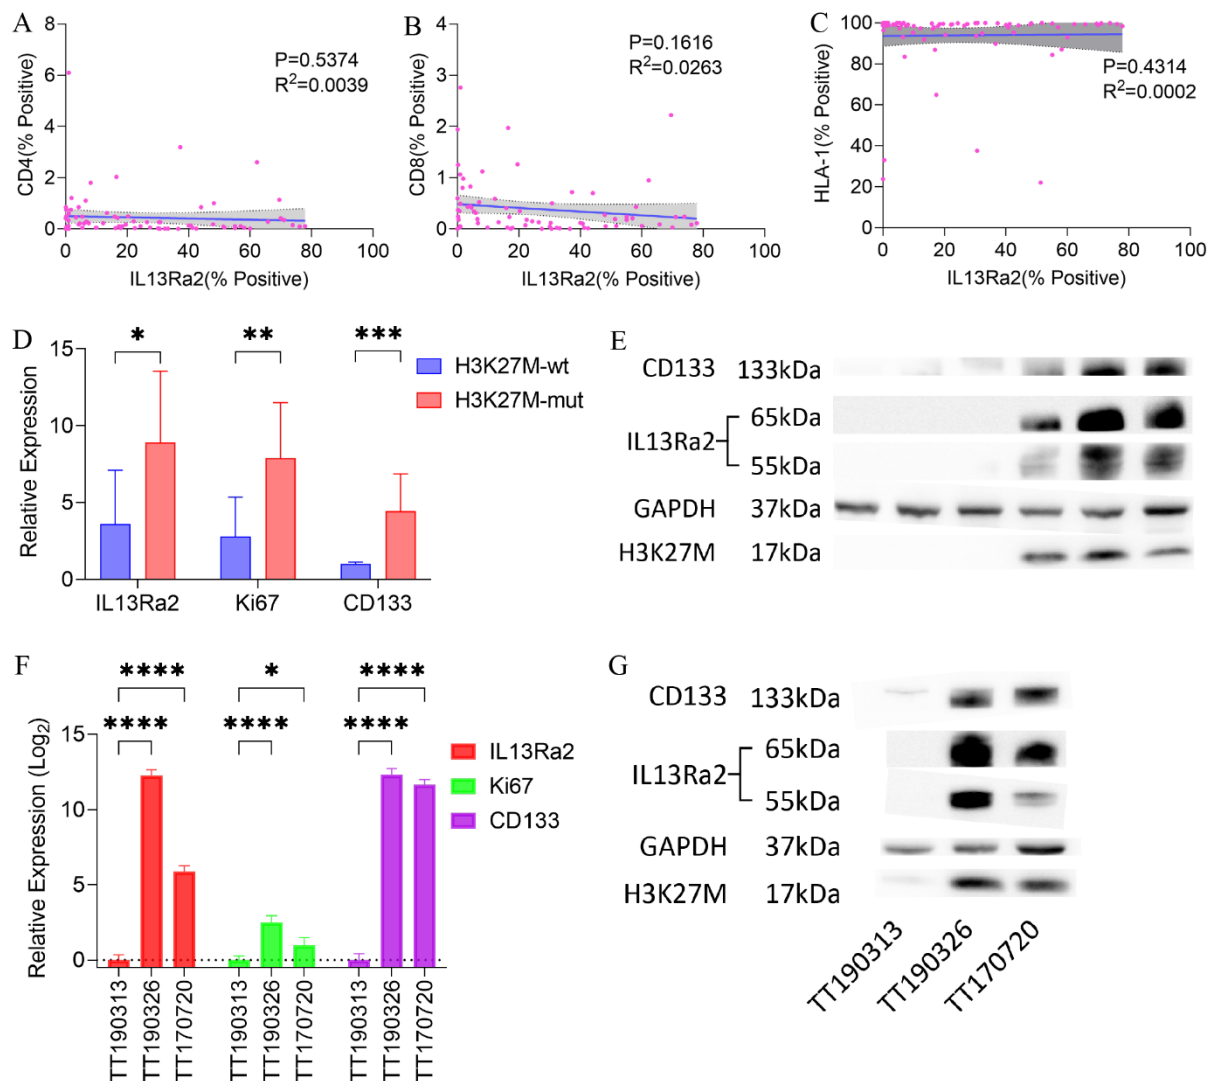 A
CD4(% Positive)
8
6
4
2
0
0 20 40 60 80 100
IL13Ra2(% Positive)
P=0.5374
R²=0.0039
B
CD8(% Positive)
4
3
2
1
0
0 20 40 60 80 100
IL13Ra2(% Positive)
P=0.1616
R²=0.0263
C
HLA-1(% Positive)
100
80
60
40
20
0
0 20 40 60 80 100
IL13Ra2(% Positive)
P=0.4314
R²=0.0002
D
Relative Expression
15
10
5
0
* ** ***
IL13Ra2 Ki67 CD133
H3K27M-wt
H3K27M-mut
E
CD133 133kDa
IL13Ra2 65kDa
55kDa
GAPDH 37kDa
H3K27M 17kDa
F
Relative Expression (Log₂)
15
10
5
0
**** * ****
**** **** ****
TT190313 TT190326 TT170720 TT190313 TT190326 TT170720 TT190313 TT190326 TT170720
IL13Ra2
Ki67
CD133
G
CD133 133kDa
IL13Ra2 65kDa
55kDa
GAPDH 37kDa
H3K27M 17kDa
TT190313 TT190326 TT170720